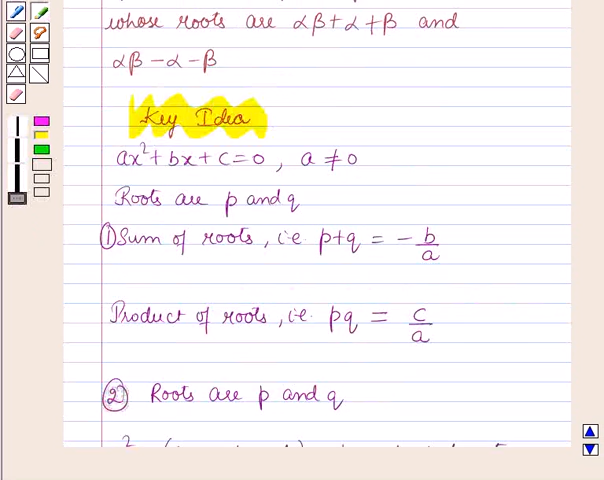 whose roots are αβ+α+β and
αβ-α-β
Key Idea
ax²+bx+c=0, a≠0
Roots are p and q
①Sum of roots, i.e p+q = -b/a
Product of roots, i.e. pq = c/a
② Roots are p and q